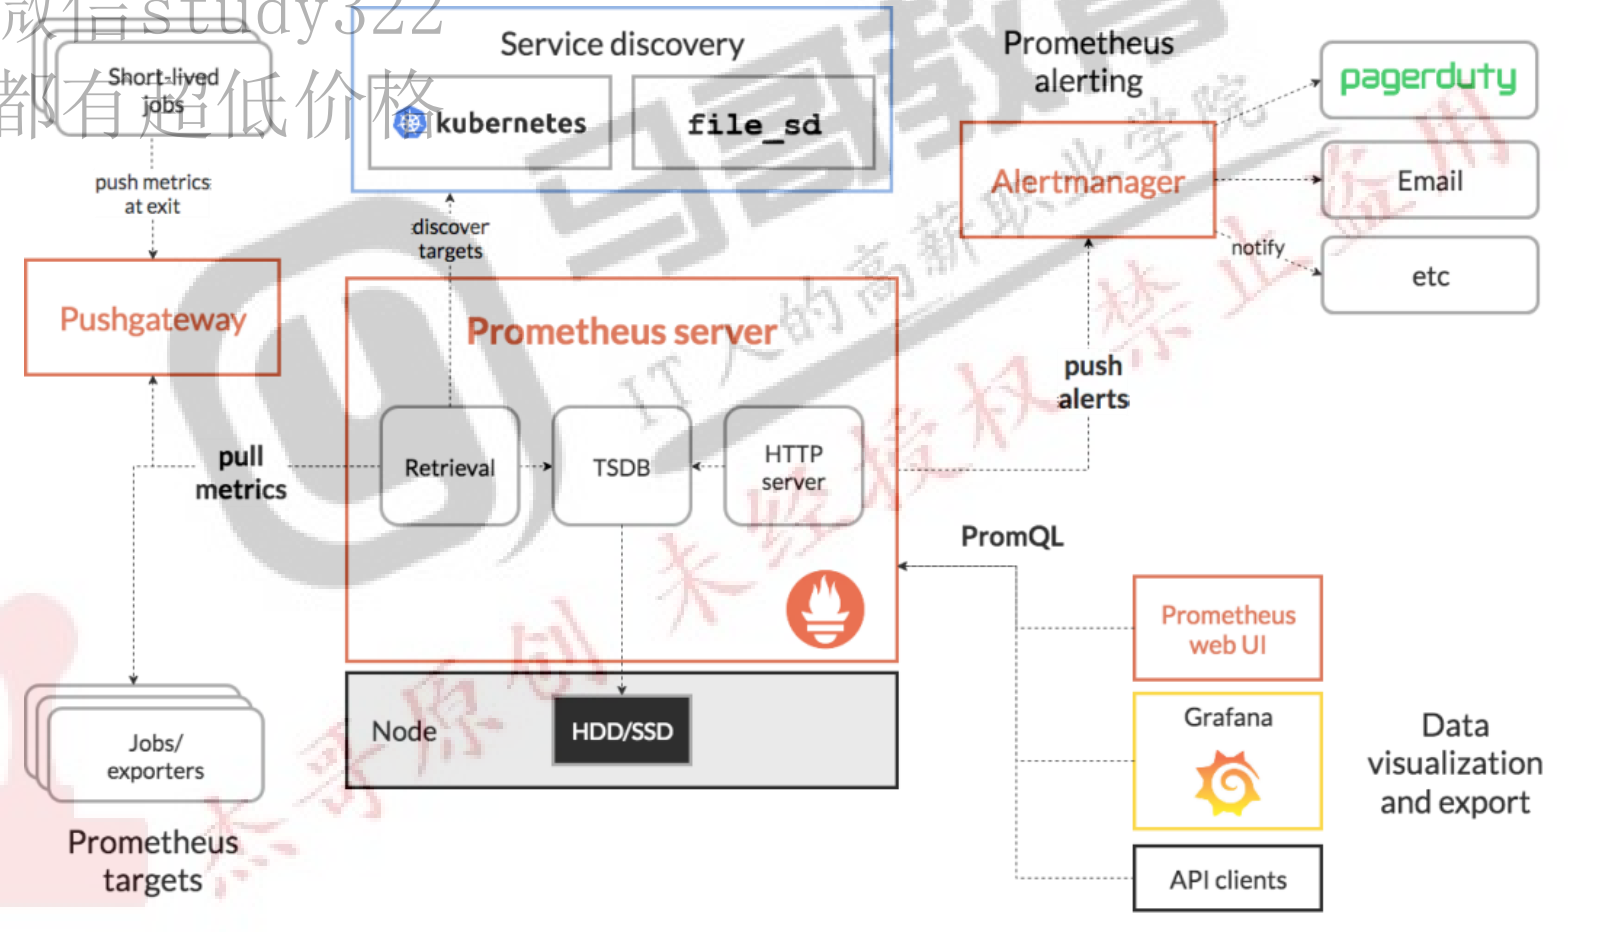 微信study322
都有超低价格
Short-lived
jobs
push metrics
at exit
Pushgateway
pull
metrics
Jobs/
exporters
Prometheus
targets
Service discovery
kubernetes
file_sd
discover
targets
Prometheus server
Retrieval
TSDB
HTTP
server
Node
HDD/SSD
Prometheus
alerting
Alertmanager
pagerduty
Email
etc
notify
push
alerts
PromQL
Prometheus
web UI
Grafana
API clients
Data
visualization
and export
马哥教育
IT人的高薪职业学院
杰哥原创 未经授权 禁止盗用